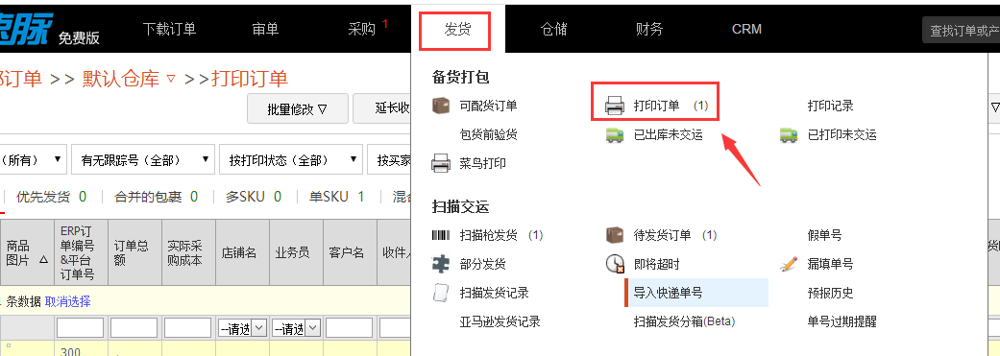 速脉 免费版 下载订单 审单 采购 1 发货 仓储 财务 CRM 查找订单或产
订单 >> 默认仓库 ▽ >>打印订单
批量修改 ▽ 延长收
(所有) 有无跟踪号（全部） 按打印状态（全部） 按买家
优先发货 0 合并的包裹 0 多SKU 0 单SKU 1 混合
商品图片 △ ERP订单编号&平台订单号 订单总额 实际采购成本 店铺名 业务员 客户名 收件人
条数据 取消选择
--请选 --请选
300
备货打包
可配货订单 打印订单 (1) 打印记录
包货前验货 已出库未交运 已打印未交运
菜鸟打印
扫描交运
扫描枪发货 (1) 待发货订单 (1) 假单号
部分发货 即将超时 漏填单号
扫描发货记录 导入快递单号 预报历史
亚马逊发货记录 扫描发货分箱(Beta) 单号过期提醒